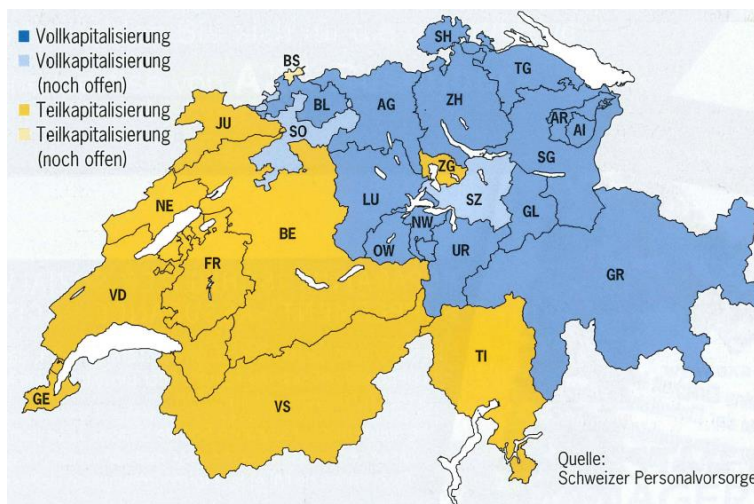 Vollkapitalisierung
Vollkapitalisierung
(noch offen)
Teilkapitalisierung
Teilkapitalisierung
(noch offen)
SH
BS
TG
BL
AG
ZH
JU
SO
AR
AI
SG
ZG
NE
LU
SZ
BE
NW
GL
OW
UR
FR
GR
VD
TI
GE
VS
Quelle:
Schweizer Personalvorsorge